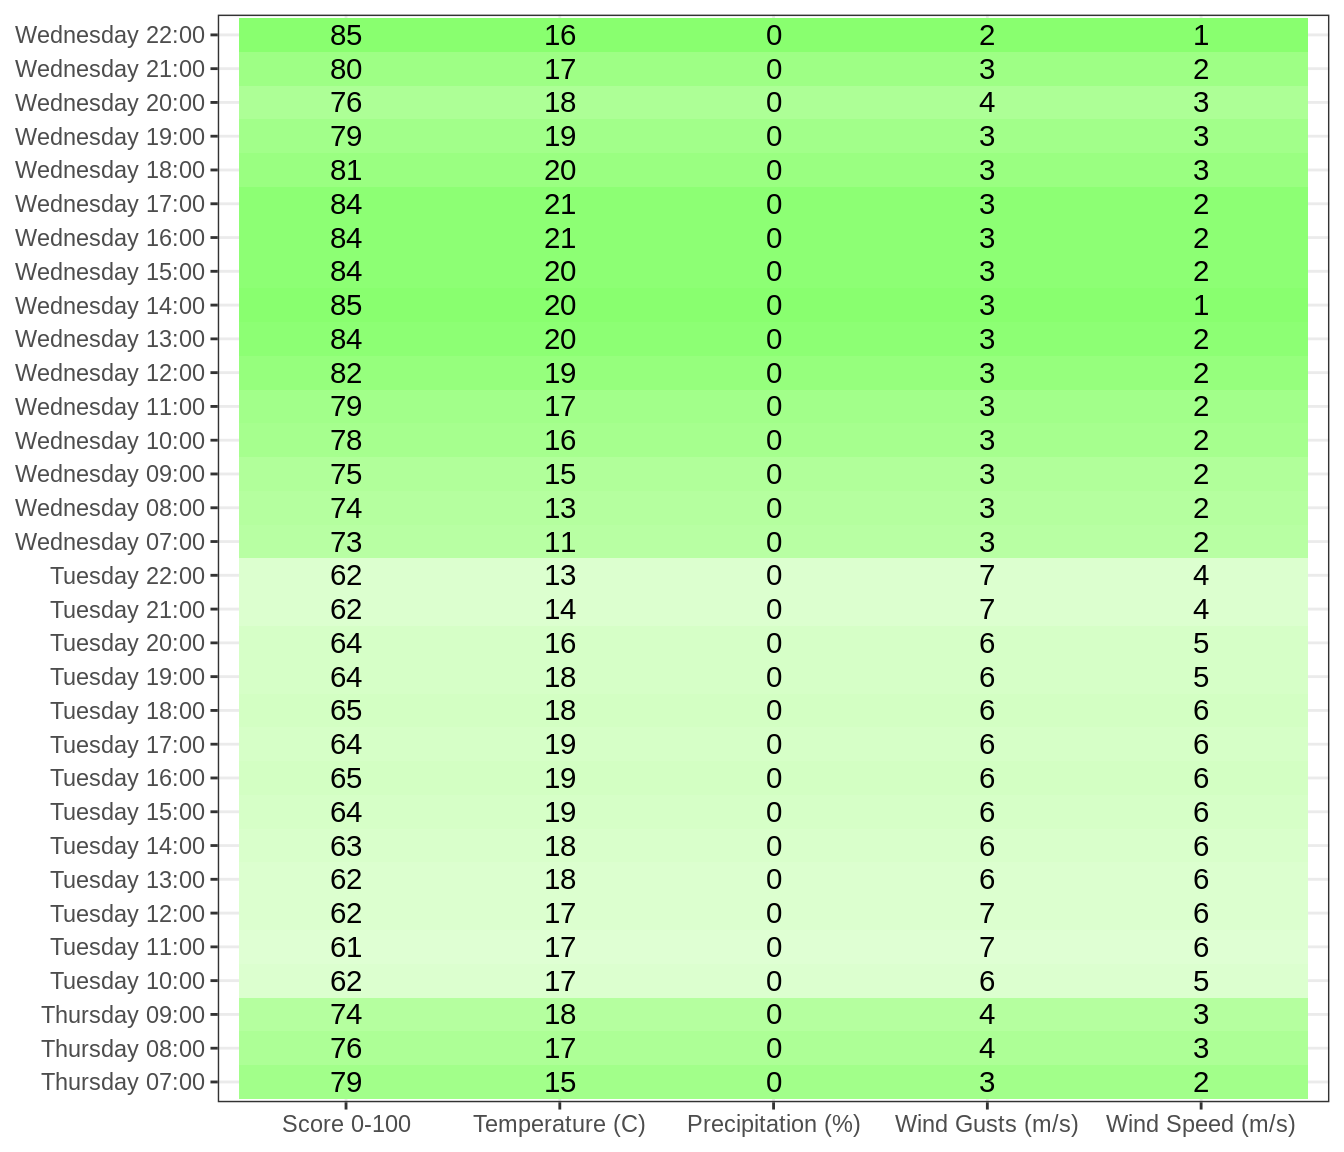 Wednesday 22:00 85 16 0 2 1
Wednesday 21:00 80 17 0 3 2
Wednesday 20:00 76 18 0 4 3
Wednesday 19:00 79 19 0 3 3
Wednesday 18:00 81 20 0 3 3
Wednesday 17:00 84 21 0 3 2
Wednesday 16:00 84 21 0 3 2
Wednesday 15:00 84 20 0 3 2
Wednesday 14:00 85 20 0 3 1
Wednesday 13:00 84 20 0 3 2
Wednesday 12:00 82 19 0 3 2
Wednesday 11:00 79 17 0 3 2
Wednesday 10:00 78 16 0 3 2
Wednesday 09:00 75 15 0 3 2
Wednesday 08:00 74 13 0 3 2
Wednesday 07:00 73 11 0 3 2
Tuesday 22:00 62 13 0 7 4
Tuesday 21:00 62 14 0 7 4
Tuesday 20:00 64 16 0 6 5
Tuesday 19:00 64 18 0 6 5
Tuesday 18:00 65 18 0 6 6
Tuesday 17:00 64 19 0 6 6
Tuesday 16:00 65 19 0 6 6
Tuesday 15:00 64 19 0 6 6
Tuesday 14:00 63 18 0 6 6
Tuesday 13:00 62 18 0 6 6
Tuesday 12:00 62 17 0 7 6
Tuesday 11:00 61 17 0 7 6
Tuesday 10:00 62 17 0 6 5
Thursday 09:00 74 18 0 4 3
Thursday 08:00 76 17 0 4 3
Thursday 07:00 79 15 0 3 2
Score 0-100 Temperature (C) Precipitation (%) Wind Gusts (m/s) Wind Speed (m/s)